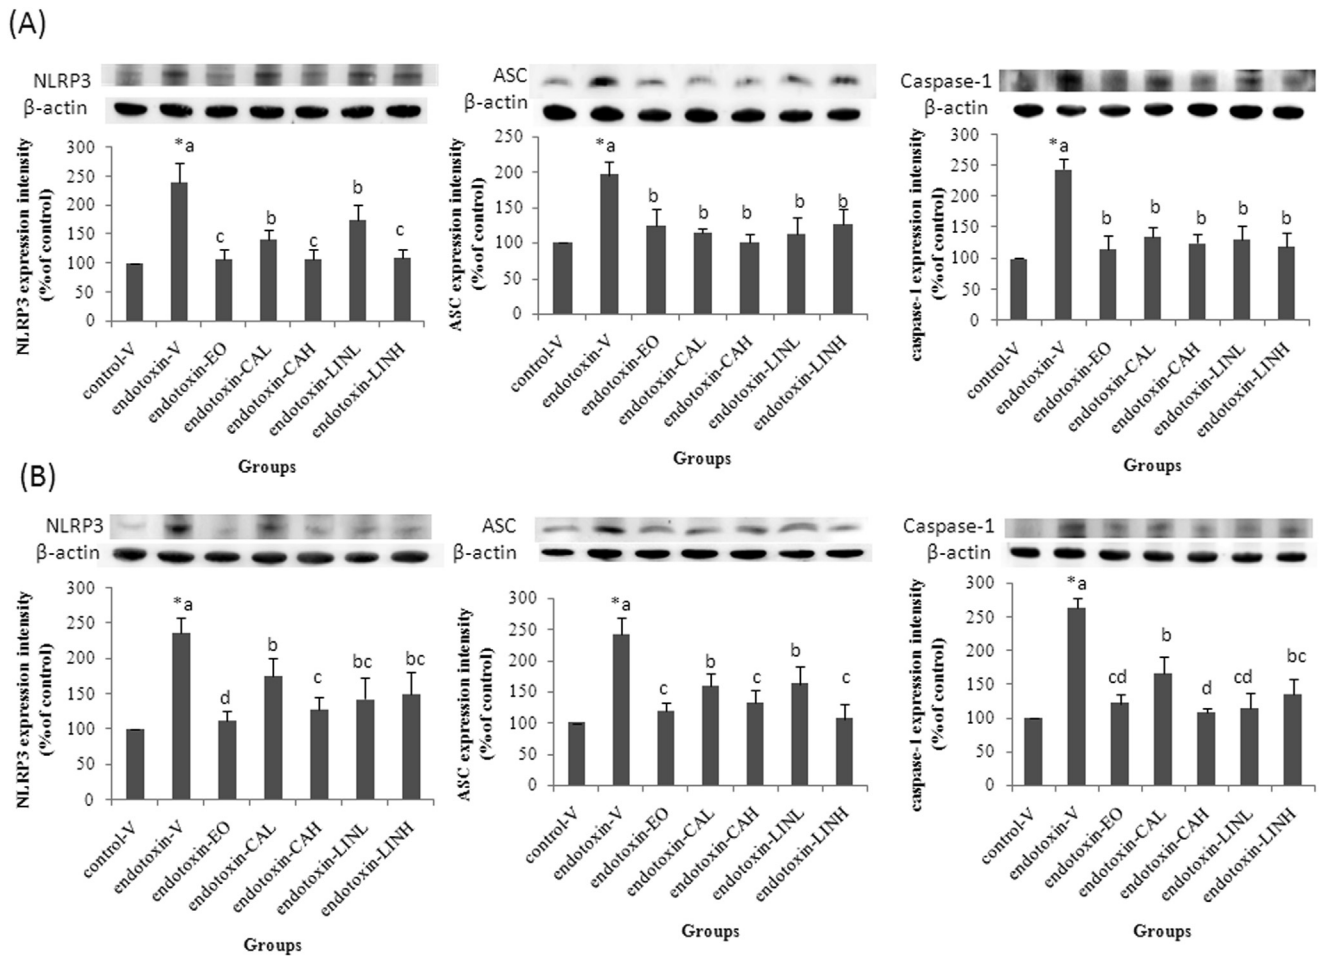 (A)
NLRP3
β-actin
NLRP3 expression intensity
(%of control)
300
250
200
150
100
50
0
*a
c
b
c
b
c
control-V
endotoxin-V
endotoxin-EO
endotoxin-CAL
endotoxin-CAH
endotoxin-LINL
endotoxin-LINH
Groups
ASC
β-actin
ASC expression intensity
(%of control)
250
200
150
100
50
0
*a
b
b
b
b
b
control-V
endotoxin-V
endotoxin-EO
endotoxin-CAL
endotoxin-CAH
endotoxin-LINL
endotoxin-LINH
Groups
Caspase-1
β-actin
caspase-1 expression intensity
(%of control)
300
250
200
150
100
50
0
*a
b
b
b
b
b
control-V
endotoxin-V
endotoxin-EO
endotoxin-CAL
endotoxin-CAH
endotoxin-LINL
endotoxin-LINH
Groups
(B)
NLRP3
β-actin
NLRP3 expression intensity
(%of control)
300
250
200
150
100
50
0
*a
d
b
c
bc
bc
control-V
endotoxin-V
endotoxin-EO
endotoxin-CAL
endotoxin-CAH
endotoxin-LINL
endotoxin-LINH
Groups
ASC
β-actin
ASC expression intensity
(%of control)
300
250
200
150
100
50
0
*a
c
b
c
b
c
control-V
endotoxin-V
endotoxin-EO
endotoxin-CAL
endotoxin-CAH
endotoxin-LINL
endotoxin-LINH
Groups
Caspase-1
β-actin
caspase-1 expression intensity
(%of control)
300
250
200
150
100
50
0
*a
cd
b
d
cd
bc
control-V
endotoxin-V
endotoxin-EO
endotoxin-CAL
endotoxin-CAH
endotoxin-LINL
endotoxin-LINH
Groups